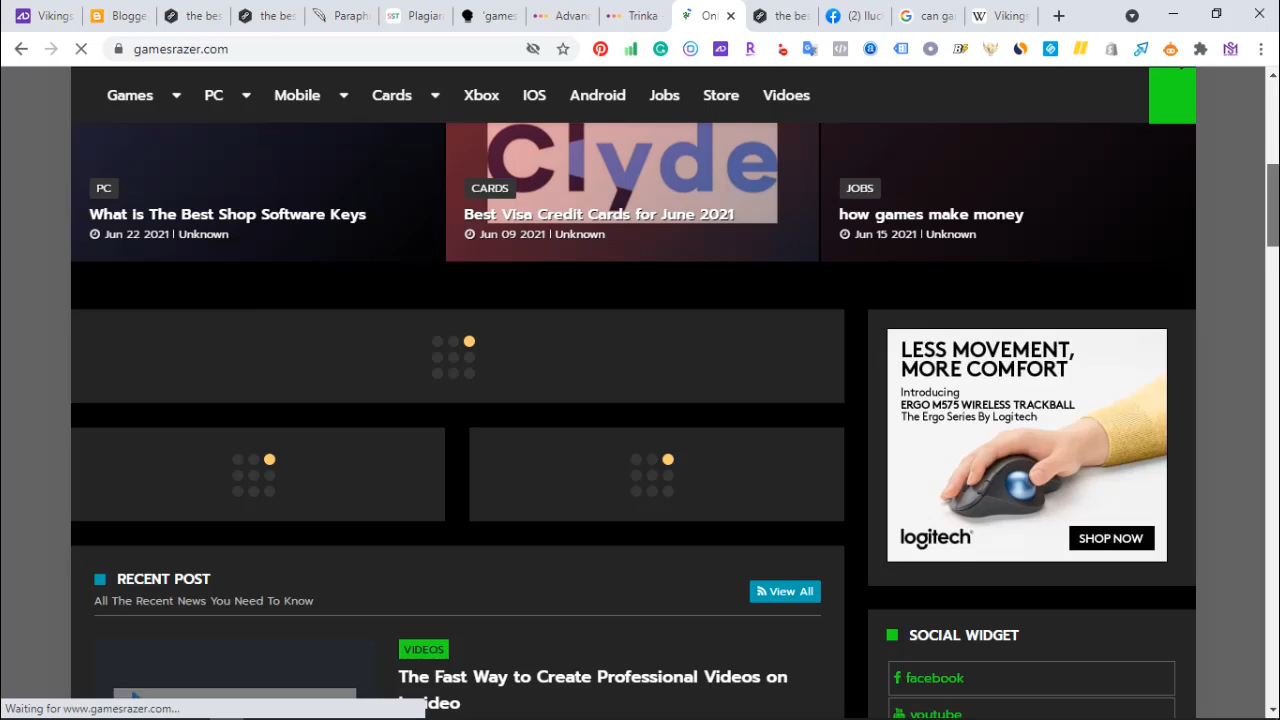 Vikings
Blogge
the bes
the bes
Paraph
Plagiar
'games
Advanc
Trinka -
Onl
the be
(2) Iluc
can ga
Vikings
gamesrazer.com
Games PC Mobile Cards Xbox IOS Android Jobs Store Vidoes
Clyde
PC
What Is The Best Shop Software Keys
Jun 22 2021 | Unknown
CARDS
Best Visa Credit Cards for June 2021
Jun 09 2021 | Unknown
JOBS
how games make money
Jun 15 2021 | Unknown
LESS MOVEMENT,
MORE COMFORT
Introducing
ERGO M575 WIRELESS TRACKBALL
The Ergo Series By Logitech
logitech
SHOP NOW
RECENT POST
All The Recent News You Need To Know
View All
VIDEOS
The Fast Way to Create Professional Videos on
SOCIAL WIDGET
facebook
youtube
Waiting for www.gamesrazer.com...